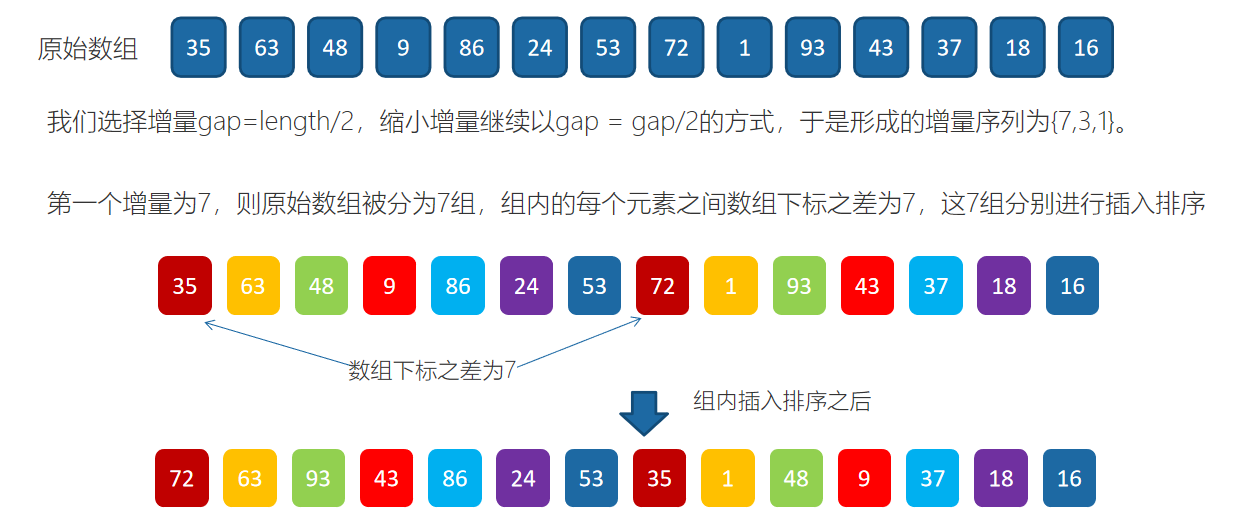 原始数组 35 63 48 9 86 24 53 72 1 93 43 37 18 16
我们选择增量gap=length/2，缩小增量继续以gap = gap/2的方式，于是形成的增量序列为{7,3,1}。
第一个增量为7，则原始数组被分为7组，组内的每个元素之间数组下标之差为7，这7组分别进行插入排序
35 63 48 9 86 24 53 72 1 93 43 37 18 16
数组下标之差为7
组内插入排序之后
72 63 93 43 86 24 53 35 1 48 9 37 18 16